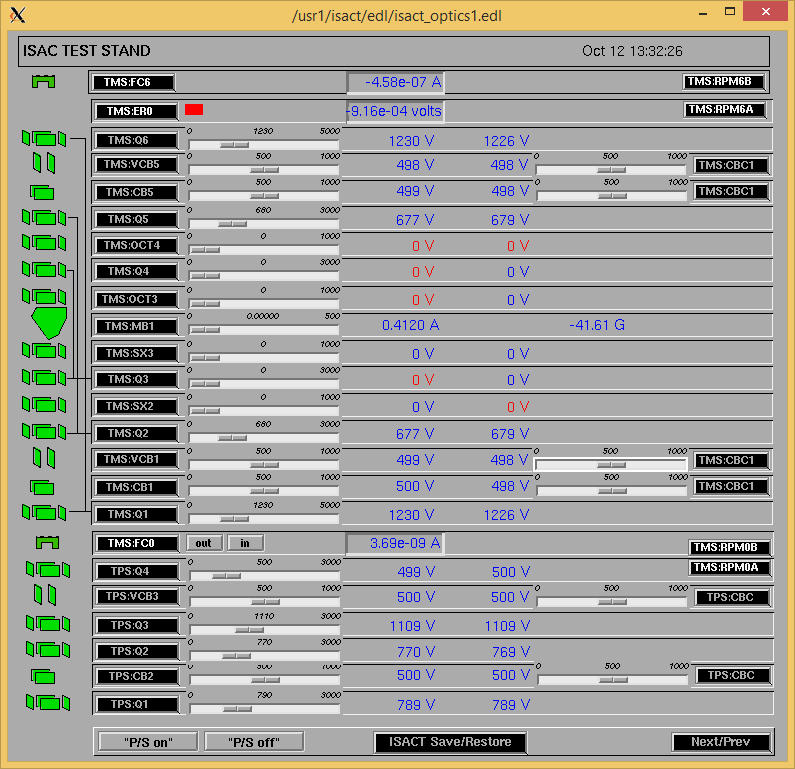 /usr1/isact/edl/isact_optics1.edl
ISAC TEST STAND Oct 12 13:32:26
TMS:FC6 -4.58e-07 A TMS:RPM6B
TMS:ER0 -9.16e-04 volts TMS:RPM6A
0 1230 5000
TMS:Q6 1230 V 1226 V
0 500 1000 0 500 1000
TMS:VCB5 498 V 498 V TMS:CBC1
0 500 1000 0 500 1000
TMS:CB5 499 V 498 V TMS:CBC1
0 680 3000
TMS:Q5 677 V 679 V
0 0 1000
TMS:OCT4 0 V 0 V
0 0 3000
TMS:Q4 0 V 0 V
0 0 1000
TMS:OCT3 0 V 0 V
0 0.00000 500
TMS:MB1 0.4120 A -41.61 G
0 0 1000
TMS:SX3 0 V 0 V
0 0 3000
TMS:Q3 0 V 0 V
0 0 1000
TMS:SX2 0 V 0 V
0 680 3000
TMS:Q2 677 V 679 V
0 500 1000 0 500 1000
TMS:VCB1 499 V 498 V TMS:CBC1
0 500 1000 0 500 1000
TMS:CB1 500 V 498 V TMS:CBC1
0 1230 5000
TMS:Q1 1230 V 1226 V
TMS:FC0 out in 3.69e-09 A TMS:RPM0B
0 500 3000 TMS:RPM0A
TPS:Q4 499 V 500 V
0 500 1000 0 500 1000
TPS:VCB3 500 V 500 V TPS:CBC
0 1110 3000
TPS:Q3 1109 V 1109 V
0 770 3000
TPS:Q2 770 V 769 V
0 500 1000 0 500 1000
TPS:CB2 500 V 500 V TPS:CBC
0 790 3000
TPS:Q1 789 V 789 V
"P/S on" "P/S off" ISACT Save/Restore Next/Prev